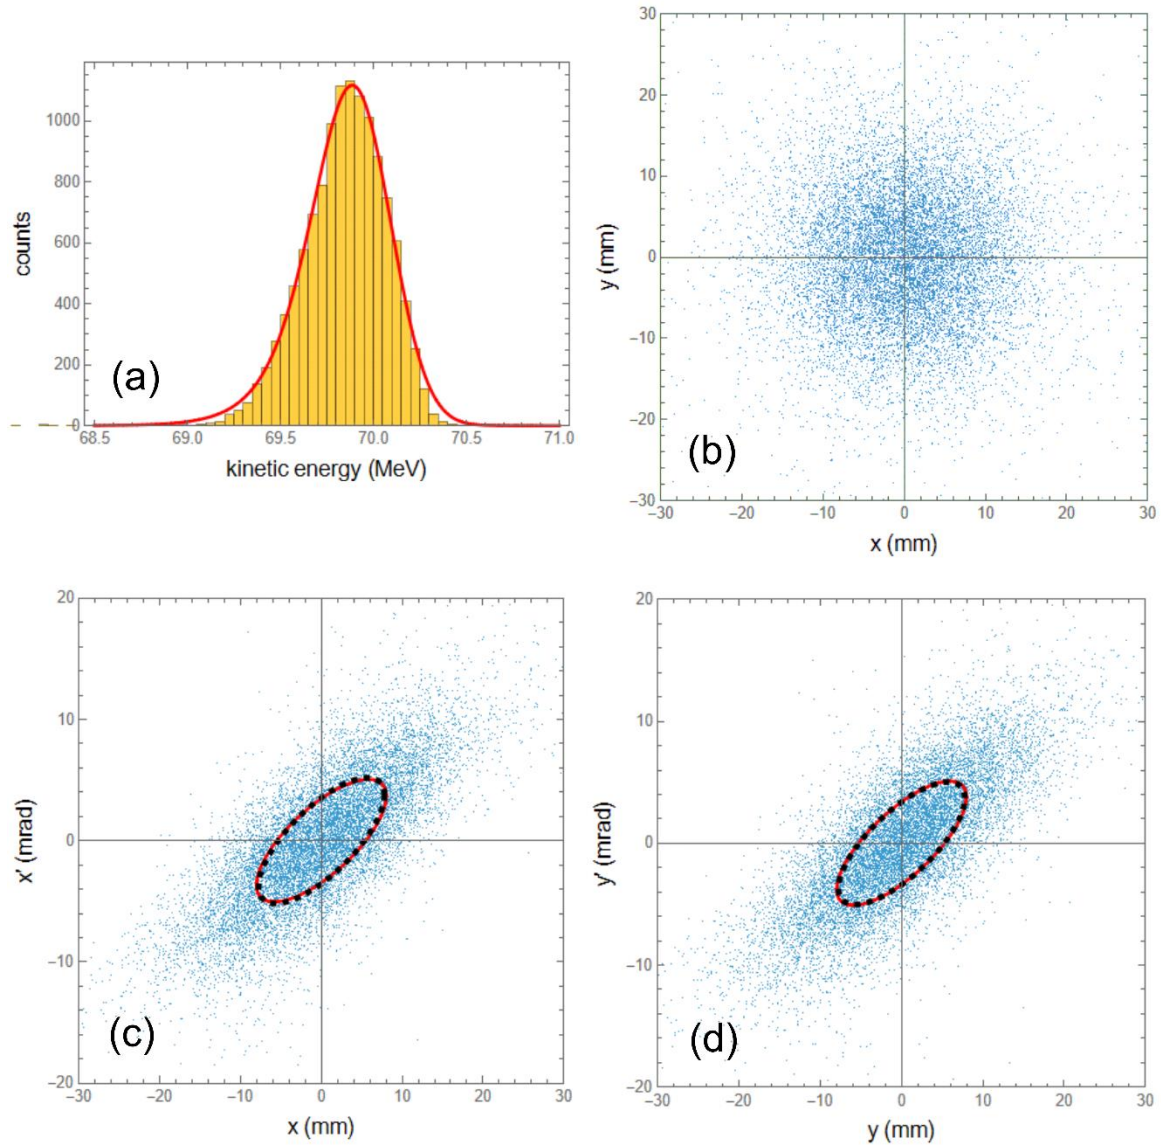 1000
800
600
400
200
0
counts
(a)
68.5 69.0 69.5 70.0 70.5 71.0
kinetic energy (MeV)
30
20
10
0
−10
−20
−30
y (mm)
(b)
−30 −20 −10 0 10 20 30
x (mm)
20
10
0
−10
−20
x' (mrad)
(c)
−30 −20 −10 0 10 20 30
x (mm)
20
10
0
−10
−20
y' (mrad)
(d)
−30 −20 −10 0 10 20 30
y (mm)